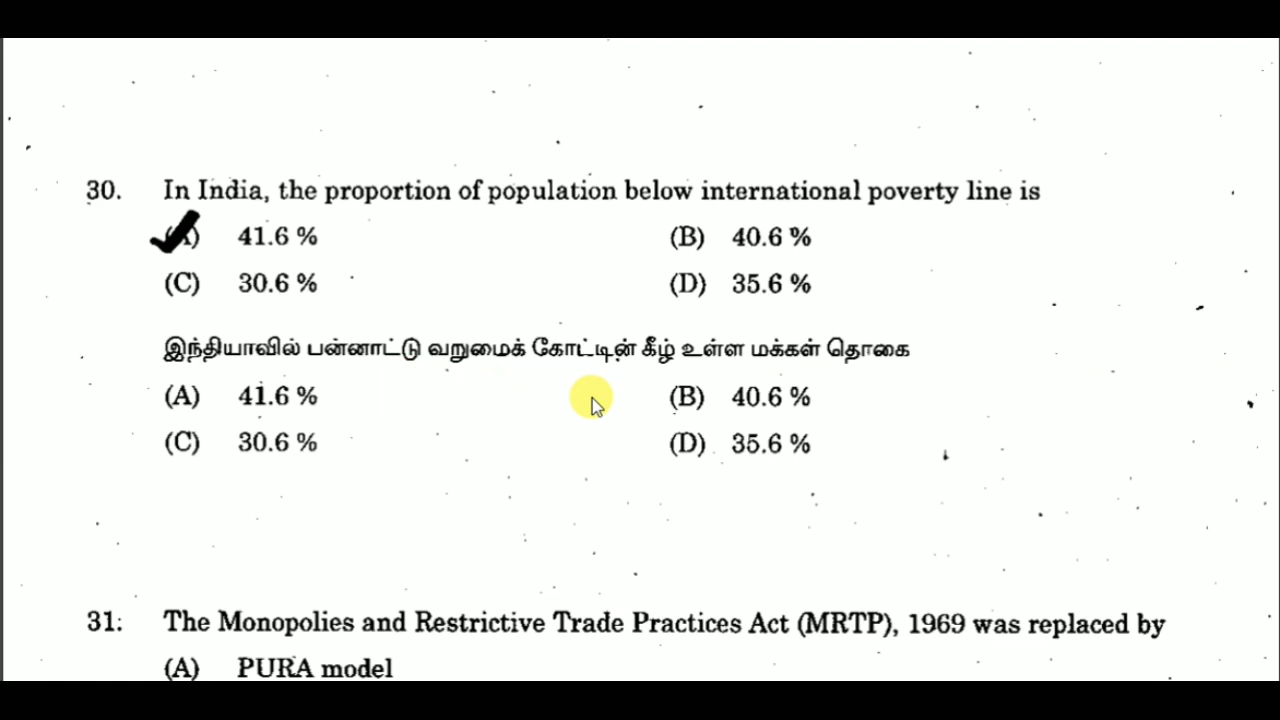 30. In India, the proportion of population below international poverty line is
(A) 41.6 % (B) 40.6 %
(C) 30.6 % (D) 35.6 %
இந்தியாவில் பன்னாட்டு வறுமைக் கோட்டின் கீழ் உள்ள மக்கள் தொகை
(A) 41.6 % (B) 40.6 %
(C) 30.6 % (D) 35.6 %
31. The Monopolies and Restrictive Trade Practices Act (MRTP), 1969 was replaced by
(A) PURA model